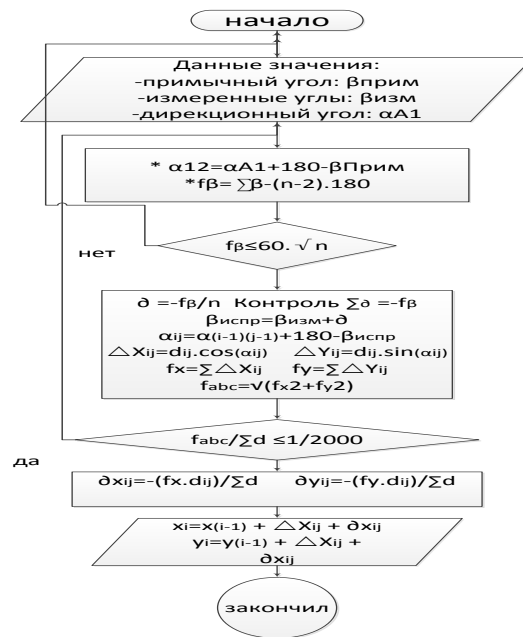 начало
Данные значения:
-примычный угол: βприм
-измеренные углы: βизм
-дирекционный угол: αA1
* α12=αA1+180-βПрим
*fβ= ∑β-(n-2).180
fβ≤60. √ n
нет
∂ =-fβ/n Контроль ∑∂ =-fβ
βиспр=βизм+∂
αij=α(i-1)(j-1)+180-βиспр
△Xij=dij.cos(αij) △Yij=dij.sin(αij)
fx=∑△Xij fy=∑△Yij
fabc=√(fx2+fy2)
fabc/∑d ≤1/2000
да
∂xij=-(fx.dij)/∑d ∂yij=-(fy.dij)/∑d
xi=x(i-1) + △Xij + ∂xij
yi=y(i-1) + △Xij +
∂xij
закончил